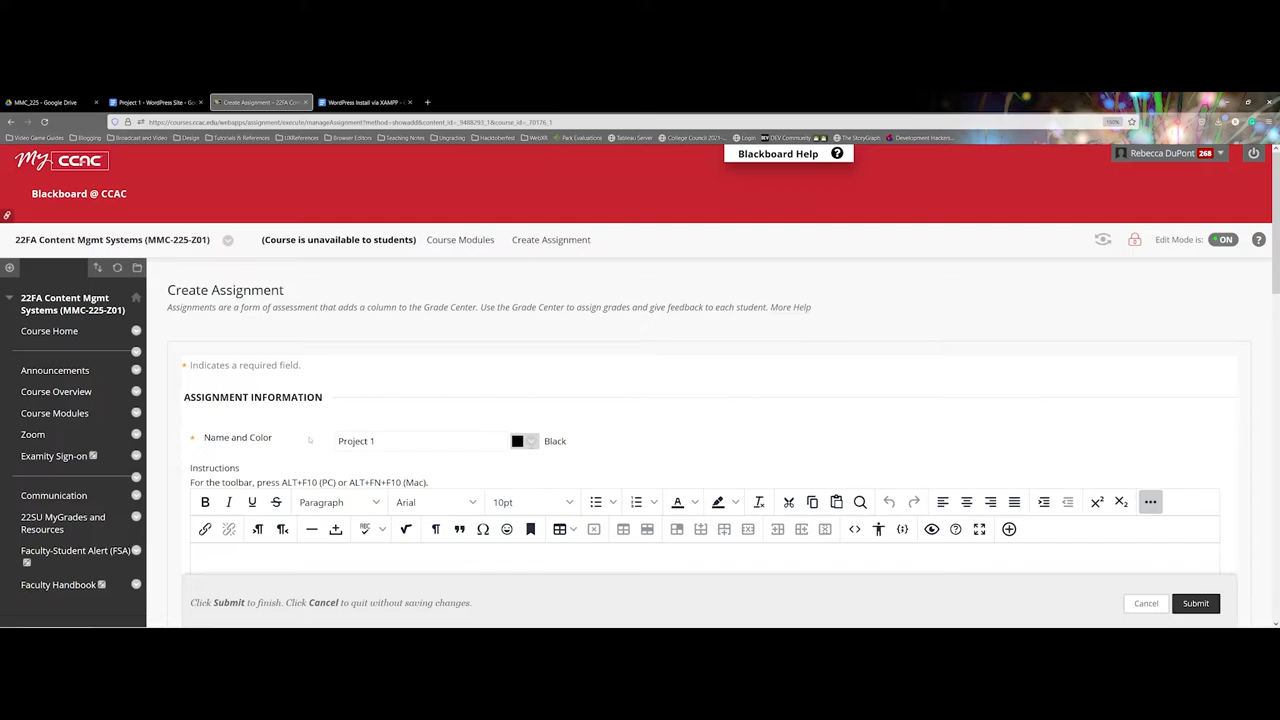 MMC_225 - Google Drive
Project 1 - WordPress Site - Go
Create Assignment – 22FA Con
WordPress Install via XAMPP - G
https://courses.ccac.edu/webapps/assignment/execute/manageAssignment?method=showadd&content_id=_9488293_1&course_id=_70176_1
150%
Video Game Guides
Blogging
Broadcast and Video
Design
Tutorials & References
UXReferences
Browser Editors
Teaching Notes
Ungrading
Hacktoberfest
WebXR
Park Evaluations
Tableau Server
College Council 2021-...
Login
DEV Community
The StoryGraph
Development Hackers...
My CCAC
Blackboard Help
Rebecca DuPont 268
Blackboard @ CCAC
22FA Content Mgmt Systems (MMC-225-Z01)
(Course is unavailable to students)
Course Modules
Create Assignment
Edit Mode is: ON
22FA Content Mgmt
Systems (MMC-225-Z01)
Course Home
Announcements
Course Overview
Course Modules
Zoom
Examity Sign-on
Communication
22SU MyGrades and
Resources
Faculty-Student Alert (FSA)
Faculty Handbook
Create Assignment
Assignments are a form of assessment that adds a column to the Grade Center. Use the Grade Center to assign grades and give feedback to each student. More Help
* Indicates a required field.
ASSIGNMENT INFORMATION
* Name and Color
Project 1
Black
Instructions
For the toolbar, press ALT+F10 (PC) or ALT+FN+F10 (Mac).
B I U S Paragraph Arial 10pt
Click Submit to finish. Click Cancel to quit without saving changes.
Cancel
Submit